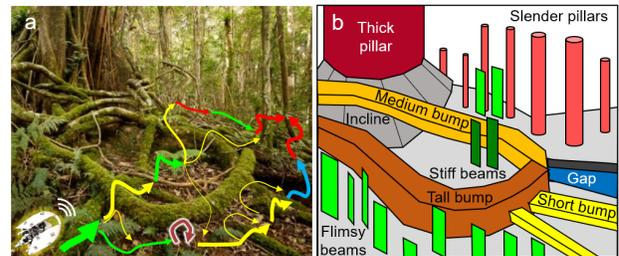 a
b
Thick
pillar
Slender pillars
Medium bump
Incline
Stiff beams
Tall bump
Gap
Short bump
Flimsy
beams